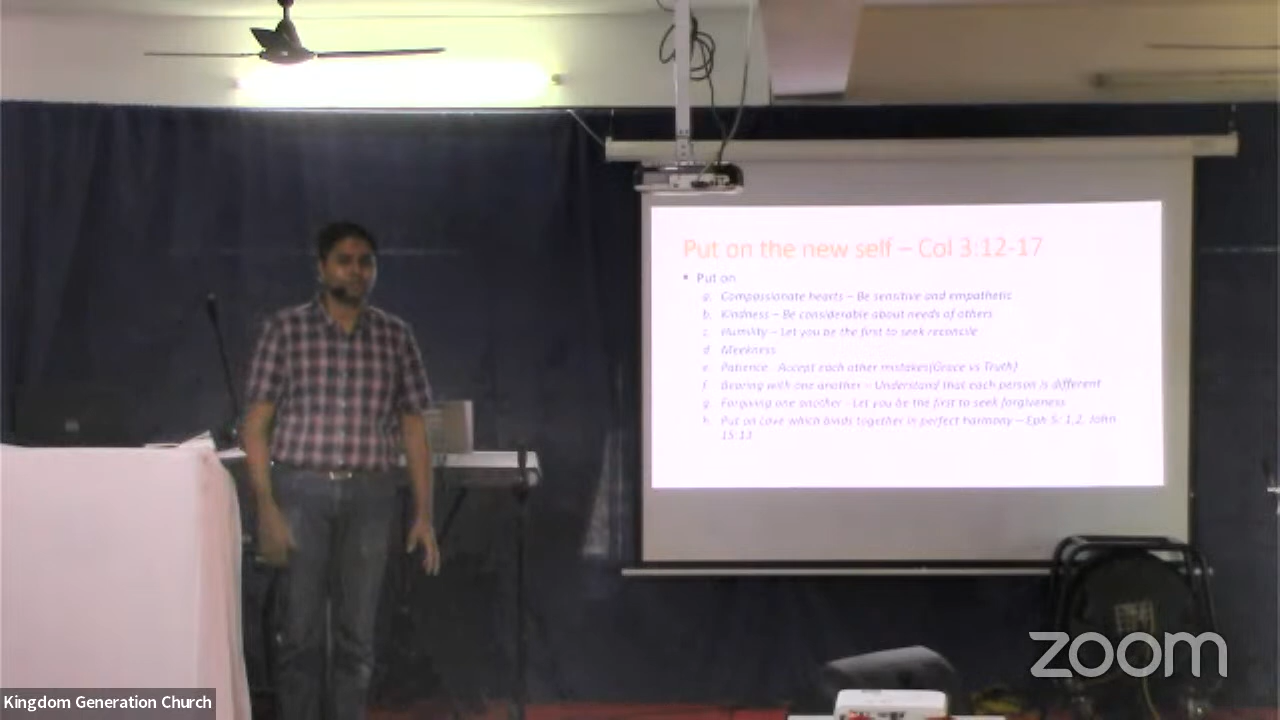 Put on the new self – Col 3:12-17
Put on
a. Compassionate hearts – Be sensitive and empathetic
b. Kindness – Be considerable about needs of others
c. Humility – Let you be the first to seek reconcile
d. Meekness
e. Patience - Accept each other mistakes(Grace vs Truth)
f. Bearing with one another – Understand that each person is different
g. Forgiving one another - Let you be the first to seek forgiveness
h. Put on Love which binds together in perfect harmony – Eph 5: 1,2, John
15:13
zoom
Kingdom Generation Church